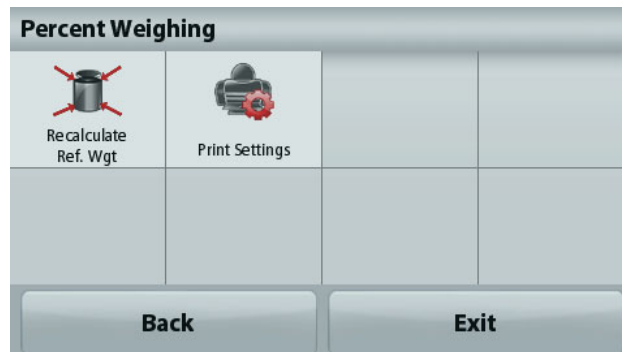 Percent Weighing
Recalculate
Ref. Wgt
Print Settings
Back
Exit